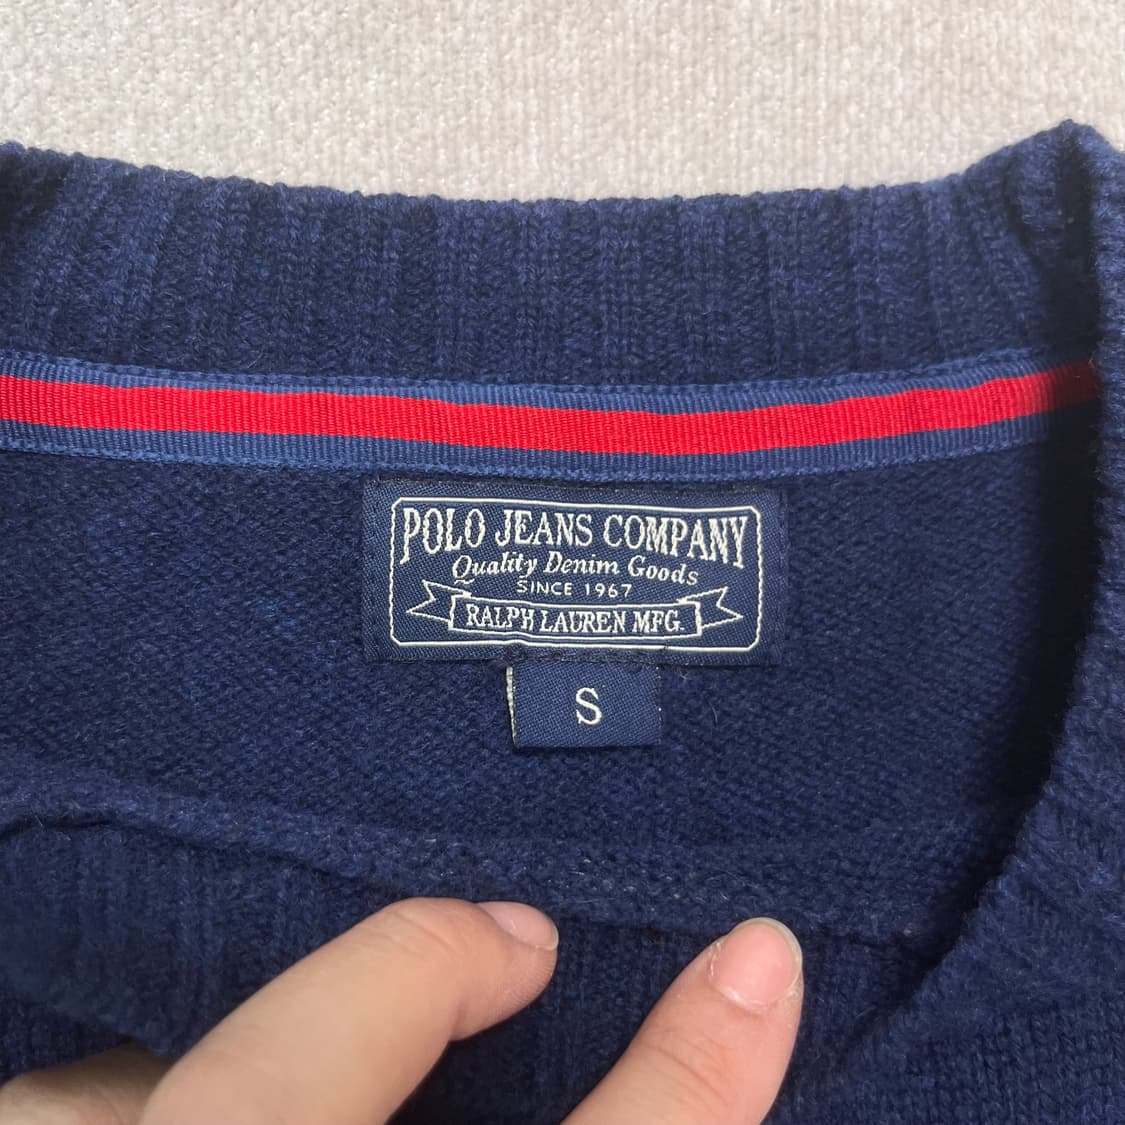 POLO JEANS COMPANY
Quality Denim Goods
SINCE 1967
RALPH LAUREN MFG.
S